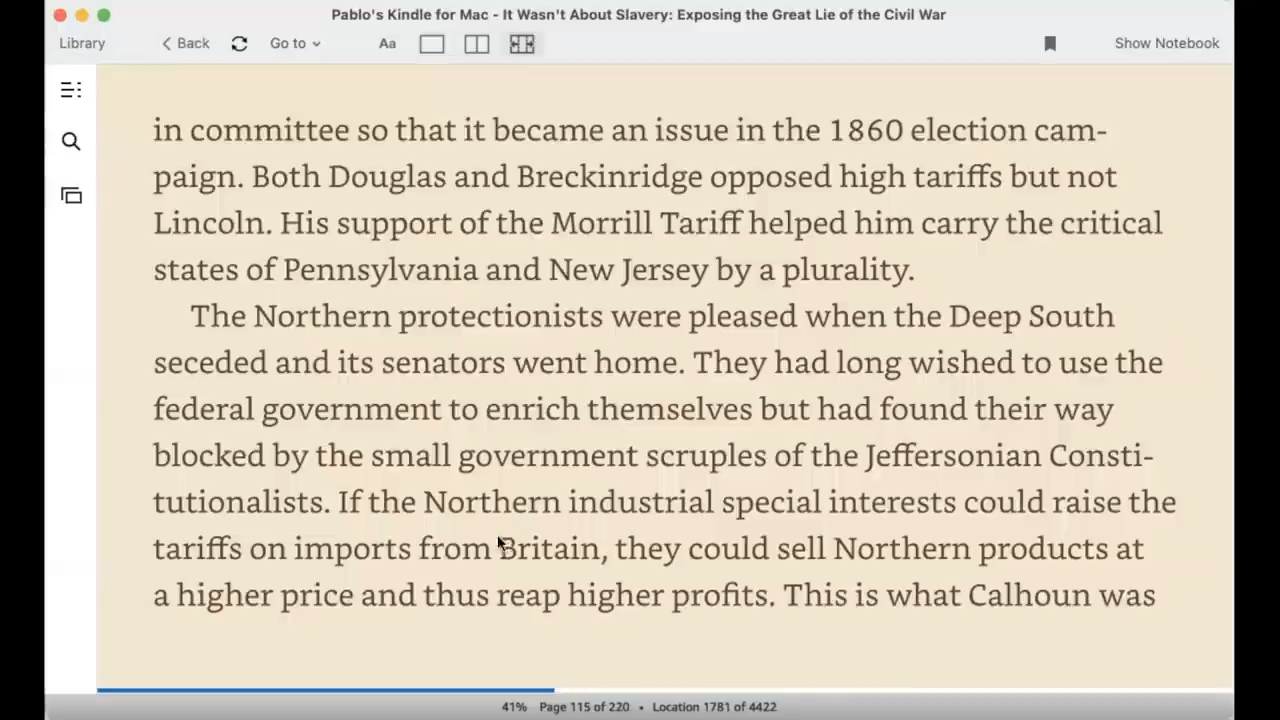 Pablo's Kindle for Mac - It Wasn't About Slavery: Exposing the Great Lie of the Civil War
Library
Back
Go to
Aa
Show Notebook
in committee so that it became an issue in the 1860 election cam-
paign. Both Douglas and Breckinridge opposed high tariffs but not
Lincoln. His support of the Morrill Tariff helped him carry the critical
states of Pennsylvania and New Jersey by a plurality.
The Northern protectionists were pleased when the Deep South
seceded and its senators went home. They had long wished to use the
federal government to enrich themselves but had found their way
blocked by the small government scruples of the Jeffersonian Consti-
tutionalists. If the Northern industrial special interests could raise the
tariffs on imports from Britain, they could sell Northern products at
a higher price and thus reap higher profits. This is what Calhoun was
41% Page 115 of 220 • Location 1781 of 4422